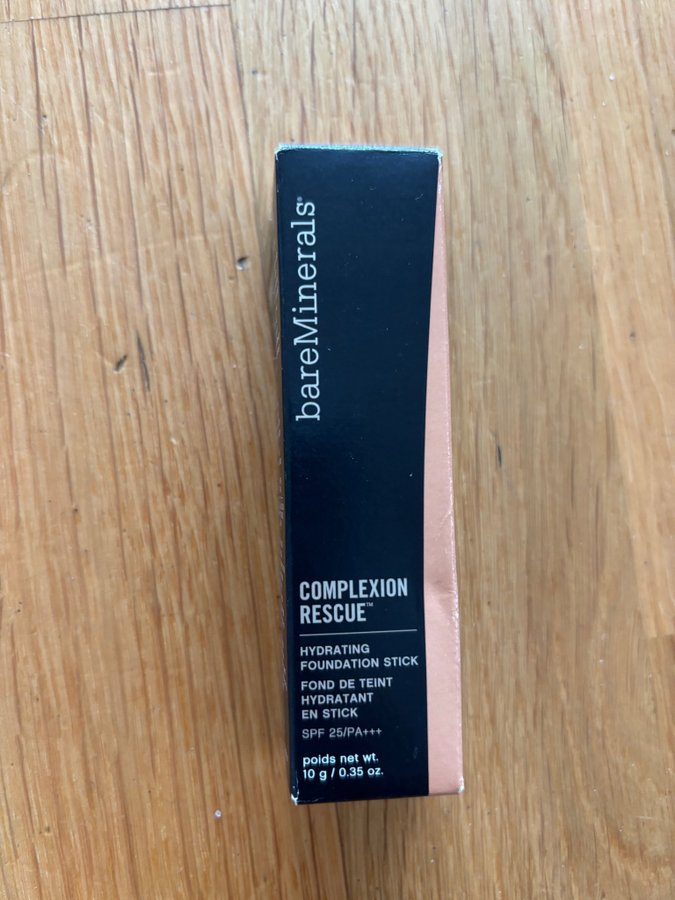 bareMinerals®
COMPLEXION
RESCUE™
HYDRATING
FOUNDATION STICK
FOND DE TEINT
HYDRATANT
EN STICK
SPF 25/PA+++
poids net wt.
10 g / 0.35 oz.